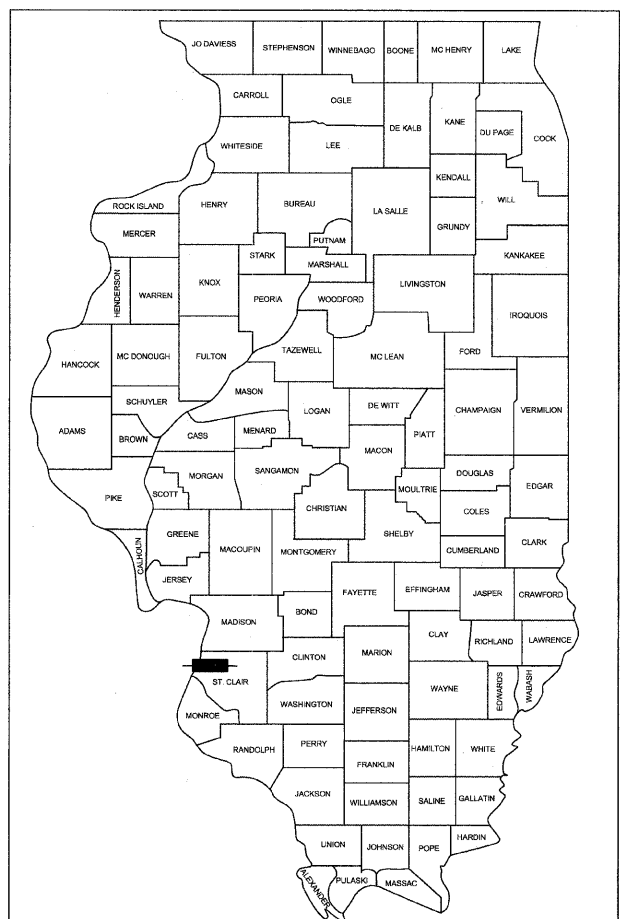 JO DAVIESS
STEPHENSON
WINNEBAGO
BOONE
MC HENRY
LAKE
CARROLL
OGLE
DE KALB
KANE
DU PAGE
COOK
WHITESIDE
LEE
KENDALL
WILL
ROCK ISLAND
HENRY
BUREAU
LA SALLE
GRUNDY
MERCER
PUTNAM
STARK
MARSHALL
KANKAKEE
HENDERSON
WARREN
KNOX
PEORIA
WOODFORD
LIVINGSTON
IROQUOIS
HANCOCK
MC DONOUGH
FULTON
TAZEWELL
MC LEAN
FORD
SCHUYLER
MASON
LOGAN
DE WITT
CHAMPAIGN
VERMILION
ADAMS
BROWN
CASS
MENARD
MACON
PIATT
PIKE
SCOTT
MORGAN
SANGAMON
MOULTRIE
DOUGLAS
EDGAR
CHRISTIAN
COLES
CALHOUN
GREENE
MACOUPIN
MONTGOMERY
SHELBY
CUMBERLAND
CLARK
JERSEY
FAYETTE
EFFINGHAM
JASPER
CRAWFORD
MADISON
BOND
CLAY
RICHLAND
LAWRENCE
CLINTON
MARION
ST. CLAIR
WAYNE
EDWARDS
WABASH
MONROE
WASHINGTON
JEFFERSON
RANDOLPH
PERRY
HAMILTON
WHITE
FRANKLIN
JACKSON
WILLIAMSON
SALINE
GALLATIN
UNION
JOHNSON
POPE
HARDIN
ALEXANDER
PULASKI
MASSAC